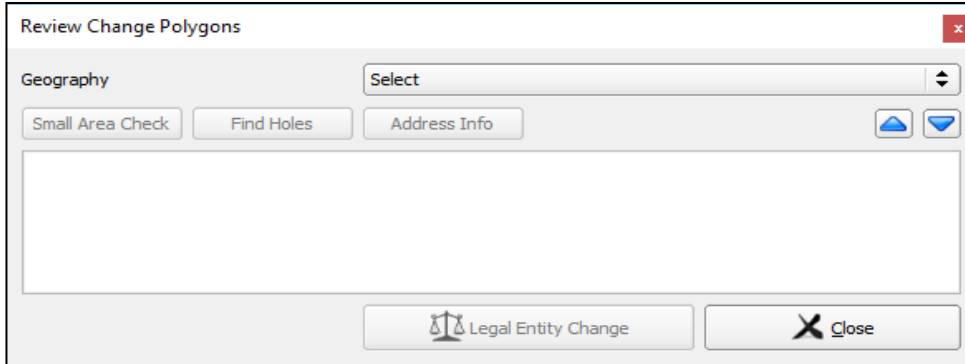 Review Change Polygons
x
Geography Select
Small Area Check Find Holes Address Info
Legal Entity Change Close